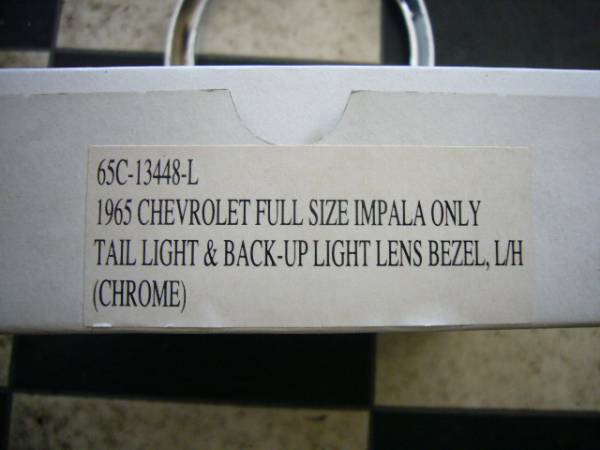 65C-13448-L
1965 CHEVROLET FULL SIZE IMPALA ONLY
TAIL LIGHT & BACK-UP LIGHT LENS BEZEL, L/H
(CHROME)